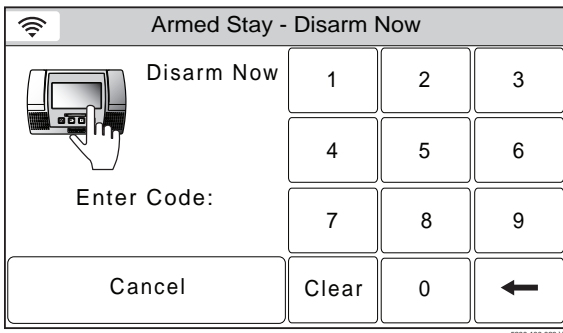 Armed Stay - Disarm Now
Disarm Now
1 2 3
4 5 6
Enter Code:
7 8 9
Cancel Clear 0